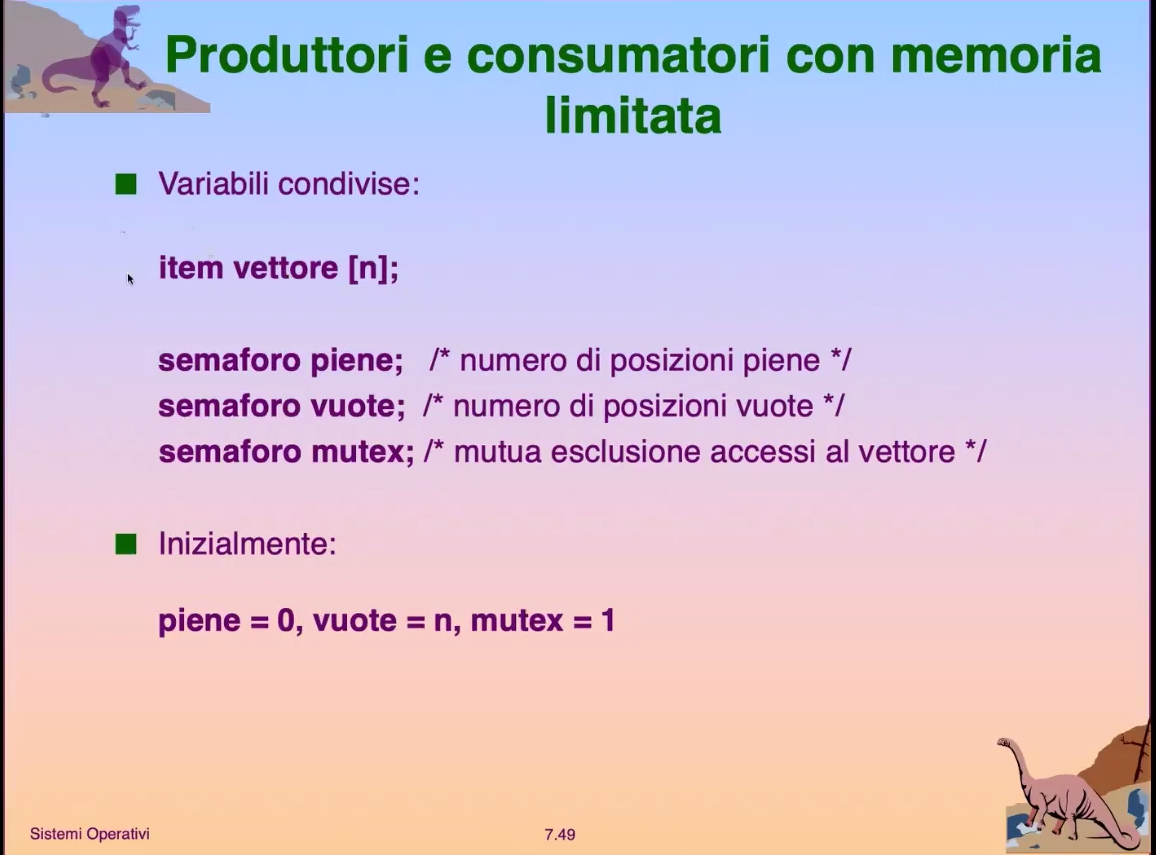 Produttori e consumatori con memoria
limitata
Variabili condivise:
item vettore [n];
semaforo piene; /* numero di posizioni piene */
semaforo vuote; /* numero di posizioni vuote */
semaforo mutex; /* mutua esclusione accessi al vettore */
Inizialmente:
piene = 0, vuote = n, mutex = 1
Sistemi Operativi
7.49